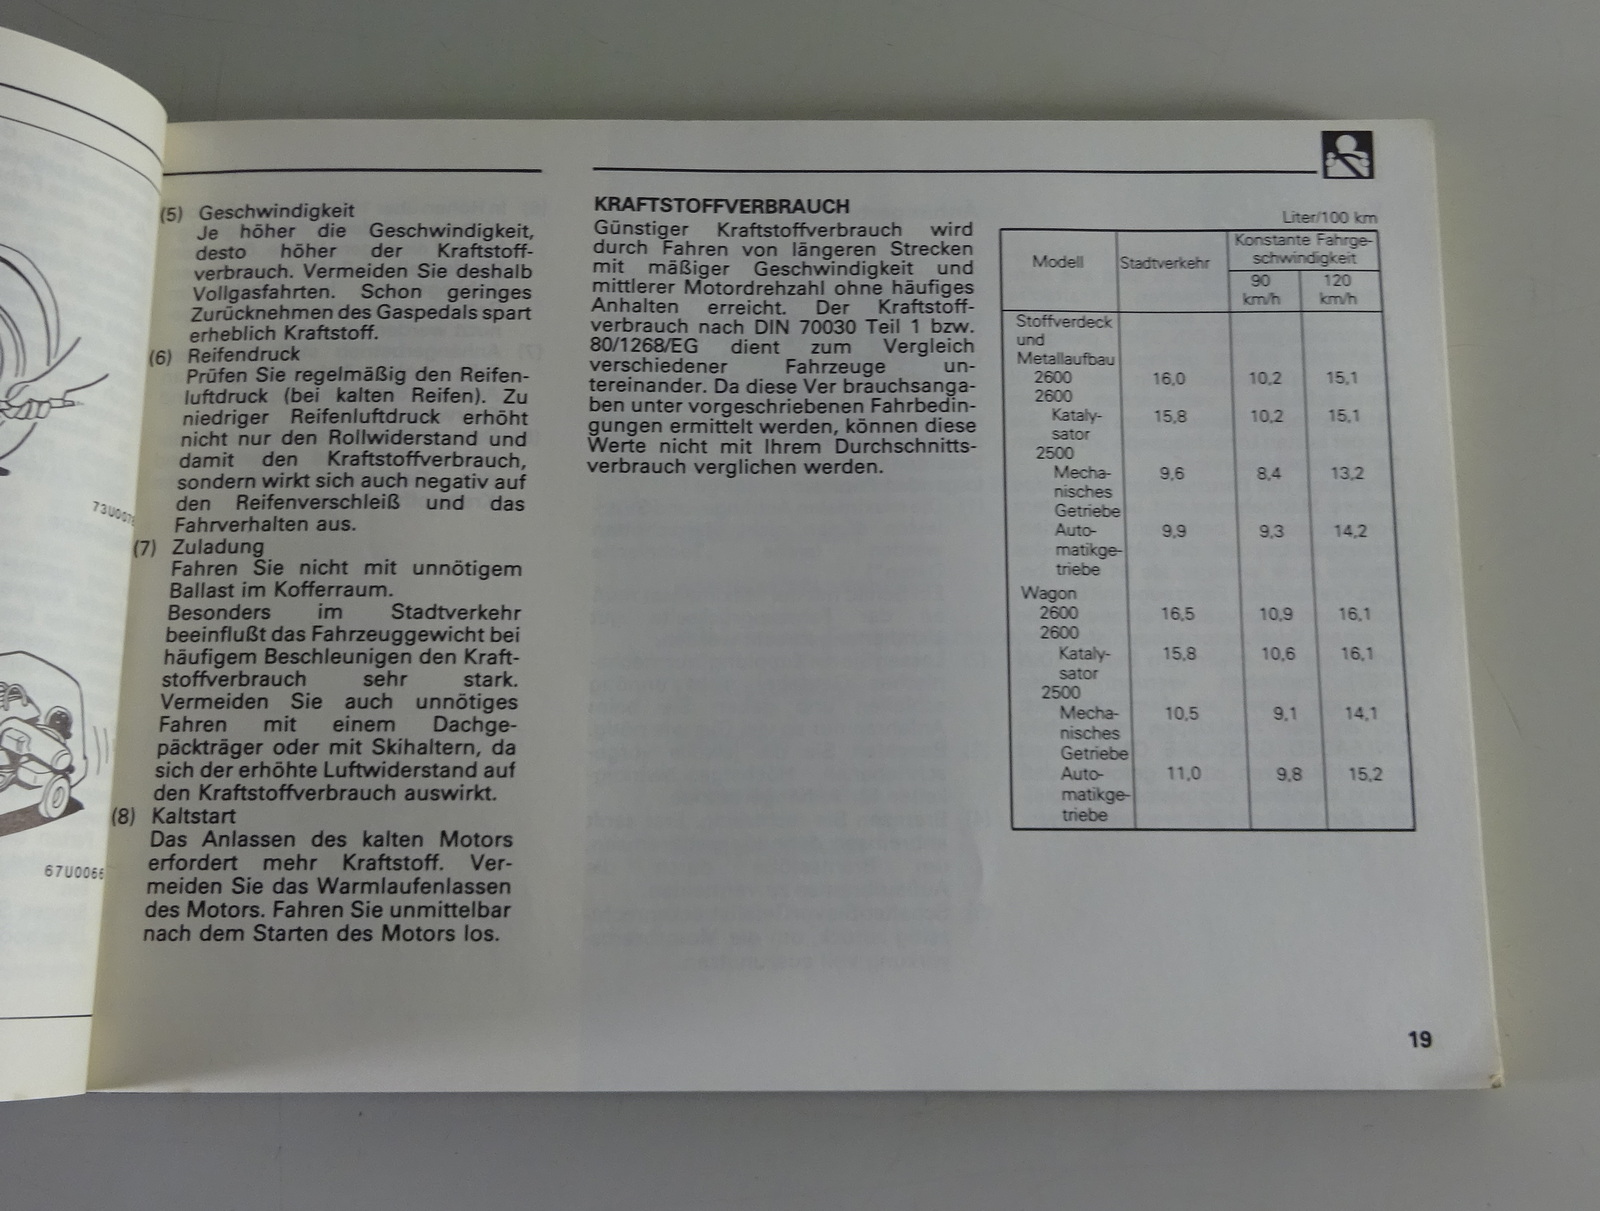 73U007
67U0066
(5) Geschwindigkeit
Je höher die Geschwindigkeit,
desto höher der Kraftstoff-
verbrauch. Vermeiden Sie deshalb
Vollgasfahrten. Schon geringes
Zurücknehmen des Gaspedals spart
erheblich Kraftstoff.
(6) Reifendruck
Prüfen Sie regelmäßig den Reifen-
luftdruck (bei kalten Reifen). Zu
niedriger Reifenluftdruck erhöht
nicht nur den Rollwiderstand und
damit den Kraftstoffverbrauch,
sondern wirkt sich auch negativ auf
den Reifenverschleiß und das
Fahrverhalten aus.
(7) Zuladung
Fahren Sie nicht mit unnötigem
Ballast im Kofferraum.
Besonders im Stadtverkehr
beeinflußt das Fahrzeuggewicht bei
häufigem Beschleunigen den Kraft-
stoffverbrauch sehr stark.
Vermeiden Sie auch unnötiges
Fahren mit einem Dachge-
päckträger oder mit Skihaltern, da
sich der erhöhte Luftwiderstand auf
den Kraftstoffverbrauch auswirkt.
(8) Kaltstart
Das Anlassen des kalten Motors
erfordert mehr Kraftstoff. Ver-
meiden Sie das Warmlaufenlassen
des Motors. Fahren Sie unmittelbar
nach dem Starten des Motors los.
KRAFTSTOFFVERBRAUCH
Günstiger Kraftstoffverbrauch wird
durch Fahren von längeren Strecken
mit mäßiger Geschwindigkeit und
mittlerer Motordrehzahl ohne häufiges
Anhalten erreicht. Der Kraftstoff-
verbrauch nach DIN 70030 Teil 1 bzw.
80/1268/EG dient zum Vergleich
verschiedener Fahrzeuge un-
tereinander. Da diese Ver brauchsanga-
ben unter vorgeschriebenen Fahrbedin-
gungen ermittelt werden, können diese
Werte nicht mit Ihrem Durchschnitts-
verbrauch verglichen werden.
Liter/100 km
Modell Stadtverkehr Konstante Fahrge-
schwindigkeit
90 120
km/h km/h
Stoffverdeck
und
Metallaufbau
2600 16,0 10,2 15,1
2600
Kataly- 15,8 10,2 15,1
sator
2500
Mecha- 9,6 8,4 13,2
nisches
Getriebe
Auto- 9,9 9,3 14,2
matikge-
triebe
Wagon
2600 16,5 10,9 16,1
2600
Kataly- 15,8 10,6 16,1
sator
2500
Mecha- 10,5 9,1 14,1
nisches
Getriebe
Auto- 11,0 9,8 15,2
matikge-
triebe
19